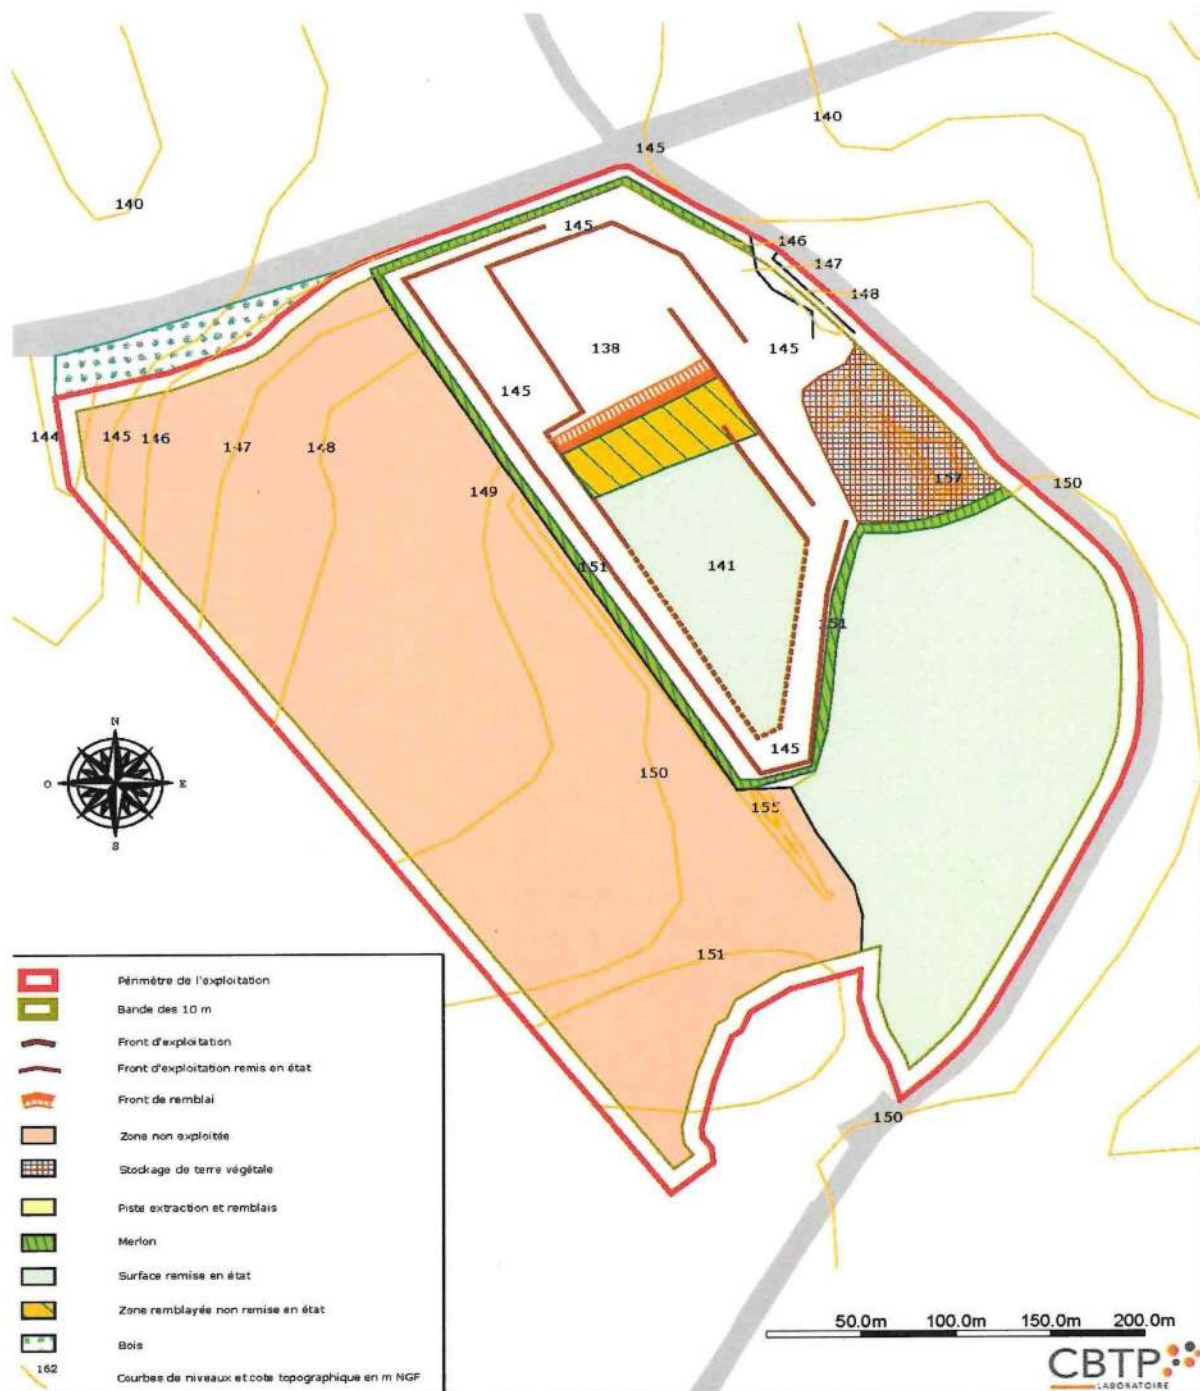 140
140
145
145
146
147
148
138
145
145
144
145
146
147
148
149
157
150
151
141
151
N
O
E
S
145
150
155
151
150
Périmètre de l'exploitation
Bande des 10 m
Front d'exploitation
Front d'exploitation remis en état
Front de remblai
Zone non exploitée
Stockage de terre végétale
Piste extraction et remblais
Merlon
Surface remise en état
Zone remblayée non remise en état
Bois
162
Courbes de niveaux et cote topographique en m NGF
50.0m 100.0m 150.0m 200.0m
CBTP
LABORATOIRE